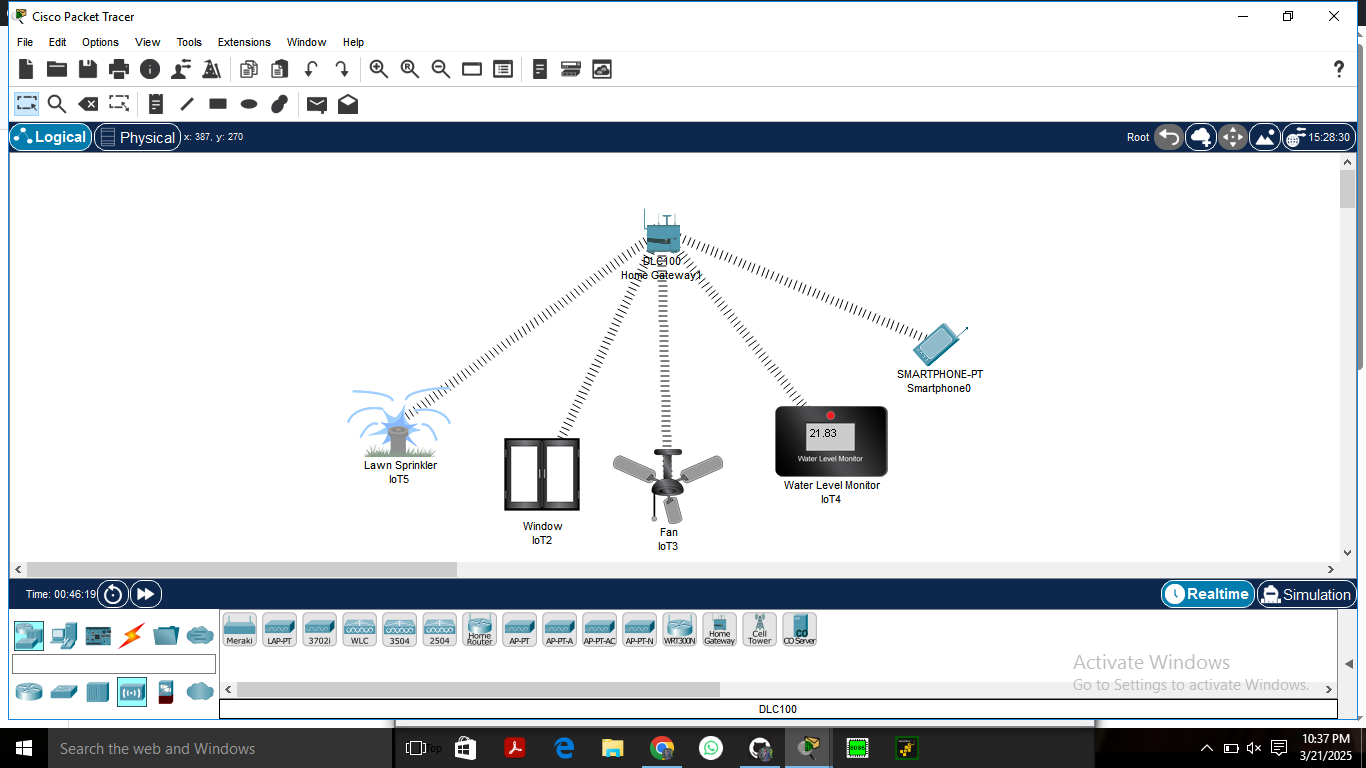 Cisco Packet Tracer
File Edit Options View Tools Extensions Window Help
?
Logical Physical x: 387, y: 270 Root 15:28:30
DLC100
Home Gateway1
SMARTPHONE-PT
Smartphone0
21.83
Water Level Monitor
Lawn Sprinkler
IoT5
Water Level Monitor
IoT4
Window
IoT2
Fan
IoT3
Time: 00:46:19 Realtime Simulation
Meraki LAP-PT 3702i WLC 3504 2504 Home Router AP-PT AP-PT-A AP-PT-AC AP-PT-N WRT300N Home Gateway Cell Tower CO Server
Activate Windows
Go to Settings to activate Windows.
DLC100
Search the web and Windows
Top
8086
10:37 PM
3/21/2025